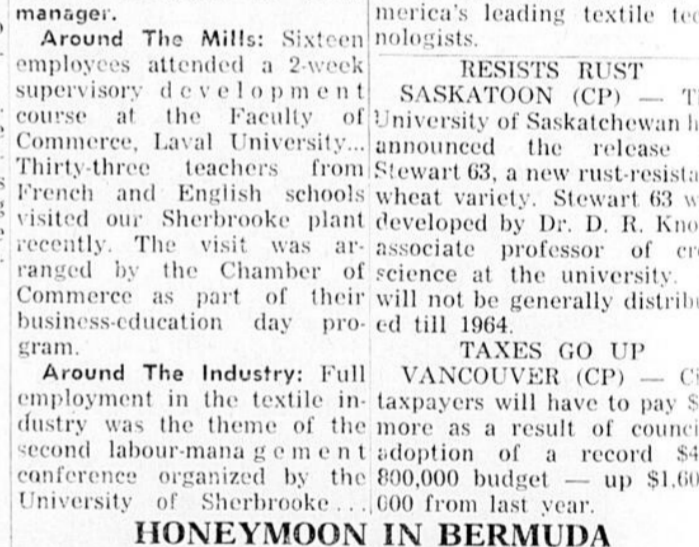 manager.
Around The Mills: Sixteen
employees attended a 2-week
supervisory development
course at the Faculty of
Commerce, Laval University...
Thirty-three teachers from
French and English schools
visited our Sherbrooke plant
recently. The visit was ar-
ranged by the Chamber of
Commerce as part of their
business-education day pro-
gram.
Around The Industry: Full
employment in the textile in-
dustry was the theme of the
second labour-management
conference organized by the
University of Sherbrooke...
merica's leading textile tec
nologists.
RESISTS RUST
SASKATOON (CP) — T
University of Saskatchewan h
announced the release
Stewart 63, a new rust-resista
wheat variety. Stewart 63 w
developed by Dr. D. R. Kno
associate professor of cr
science at the university.
will not be generally distribu
ed till 1964.
TAXES GO UP
VANCOUVER (CP) — Ci
taxpayers will have to pay $
more as a result of counci
adoption of a record $4
800,000 budget — up $1,60
000 from last year.
HONEYMOON IN BERMUDA